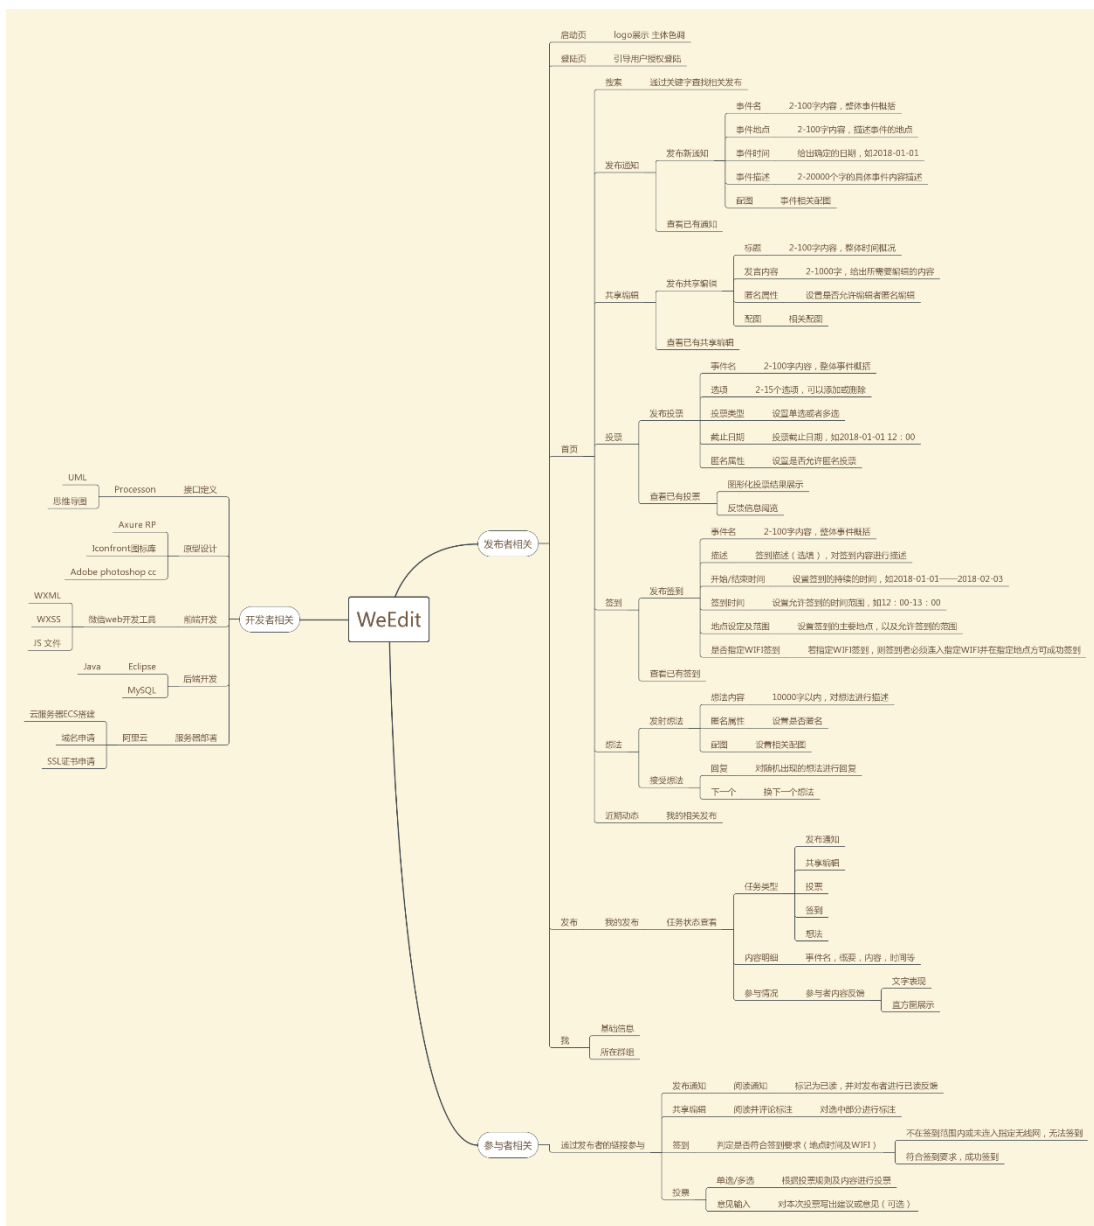 WeEdit
发布者相关
启动页
logo展示 主体色调
登陆页
引导用户授权登陆
首页
搜索
通过关键字查找相关发布
发布通知
发布新通知
事件名
2-100字内容，整体事件概括
事件地点
2-100字内容，描述事件的地点
事件时间
给出确定的日期，如2018-01-01
事件描述
2-20000个字的具体事件内容描述
配图
事件相关配图
查看已有通知
共享编辑
发布共享编辑
标题
2-100字内容，整体时间概况
发言内容
2-1000字，给出所需要编辑的内容
匿名属性
设置是否允许编辑者匿名编辑
配图
相关配图
查看已有共享编辑
投票
发布投票
事件名
2-100字内容，整体事件概括
选项
2-15个选项，可以添加或删除
投票类型
设置单选或者多选
截止日期
投票截止日期，如2018-01-01 12：00
匿名属性
设置是否允许匿名投票
查看已有投票
图形化投票结果展示
反馈信息阅览
签到
发布签到
事件名
2-100字内容，整体事件概括
描述
签到描述（选填），对签到内容进行描述
开始/结束时间
设置签到的持续的时间，如2018-01-01——2018-02-03
签到时间
设置允许签到的时间范围，如12：00-13：00
地点设定及范围
设置签到的主要地点，以及允许签到的范围
是否指定WIFI签到
若指定WIFI签到，则签到者必须连入指定WIFI并在指定地点方可成功签到
查看已有签到
想法
发射想法
想法内容
10000字以内，对想法进行描述
匿名属性
设置是否匿名
配图
设置相关配图
接受想法
回复
对随机出现的想法进行回复
下一个
换下一个想法
近期动态
我的相关发布
发布
我的发布
任务状态查看
任务类型
发布通知
共享编辑
投票
签到
想法
内容明细
事件名，概要，内容，时间等
参与情况
参与者内容反馈
文字表现
直方图展示
我
基础信息
所在群组
参与者相关
通过发布者的链接参与
发布通知
阅读通知
标记为已读，并对发布者进行已读反馈
共享编辑
阅读并评论标注
对选中部分进行标注
签到
判定是否符合签到要求（地点时间及WIFI）
不在签到范围内或未连入指定无线网，无法签到
符合签到要求，成功签到
投票
单选/多选
根据投票规则及内容进行投票
意见输入
对本次投票写出建议或意见（可选）
开发者相关
接口定义
Processon
UML
思维导图
原型设计
Axure RP
Iconfront图标库
Adobe photoshop cc
前端开发
微信web开发工具
WXML
WXSS
JS 文件
后端开发
Eclipse
Java
MySQL
服务器部署
阿里云
云服务器ECS搭建
域名申请
SSL证书申请